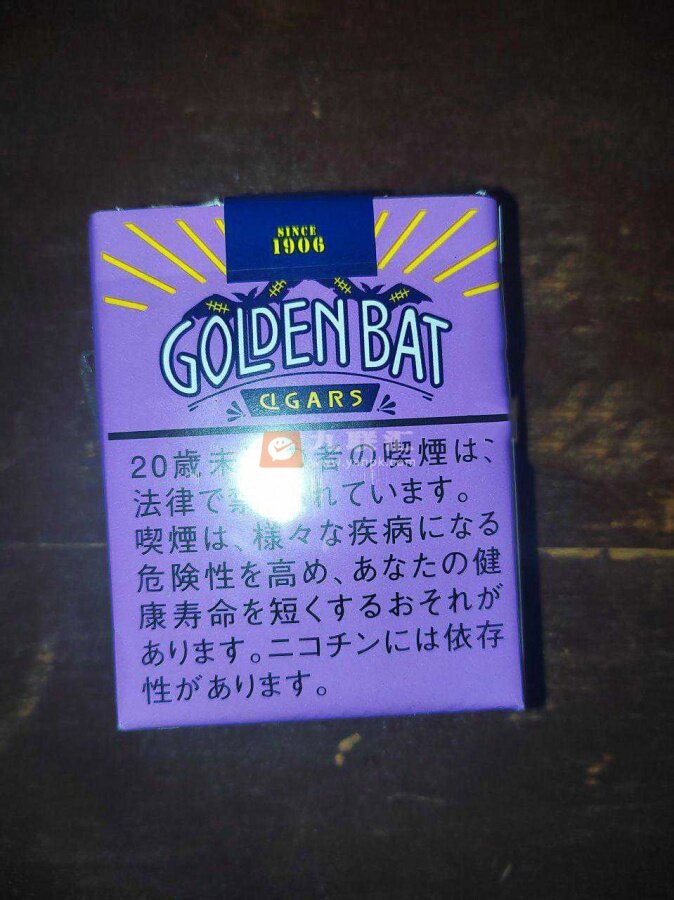 SINCE
1906
GOLDEN BAT
CIGARS
20歳未 者の喫煙は、
法律で禁 れています。
喫煙は、様々な疾病になる
危険性を高め、あなたの健
康寿命を短くするおそれが
あります。ニコチンには依存
性があります。